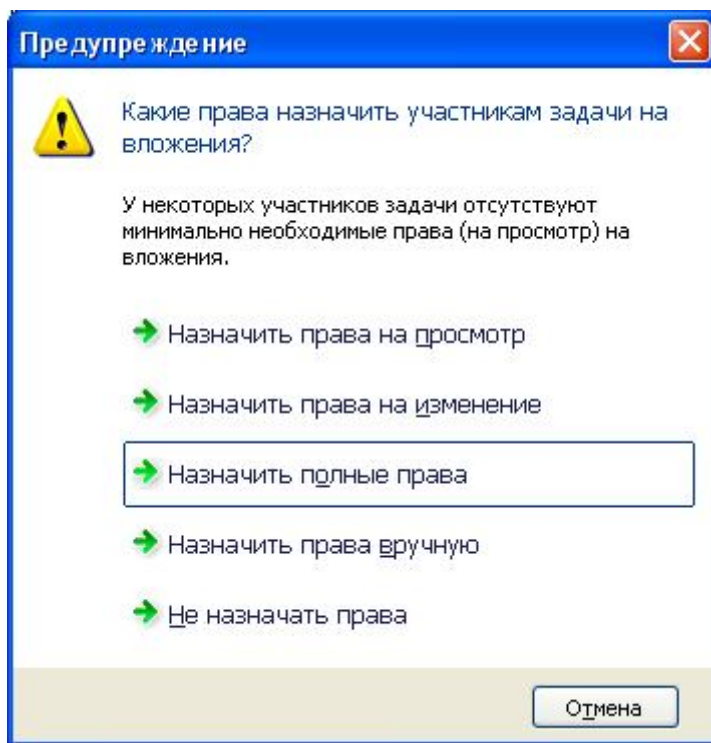 Предупреждение
Какие права назначить участникам задачи на
вложения?
У некоторых участников задачи отсутствуют
минимально необходимые права (на просмотр) на
вложения.
Назначить права на просмотр
Назначить права на изменение
Назначить полные права
Назначить права вручную
Не назначать права
Отмена